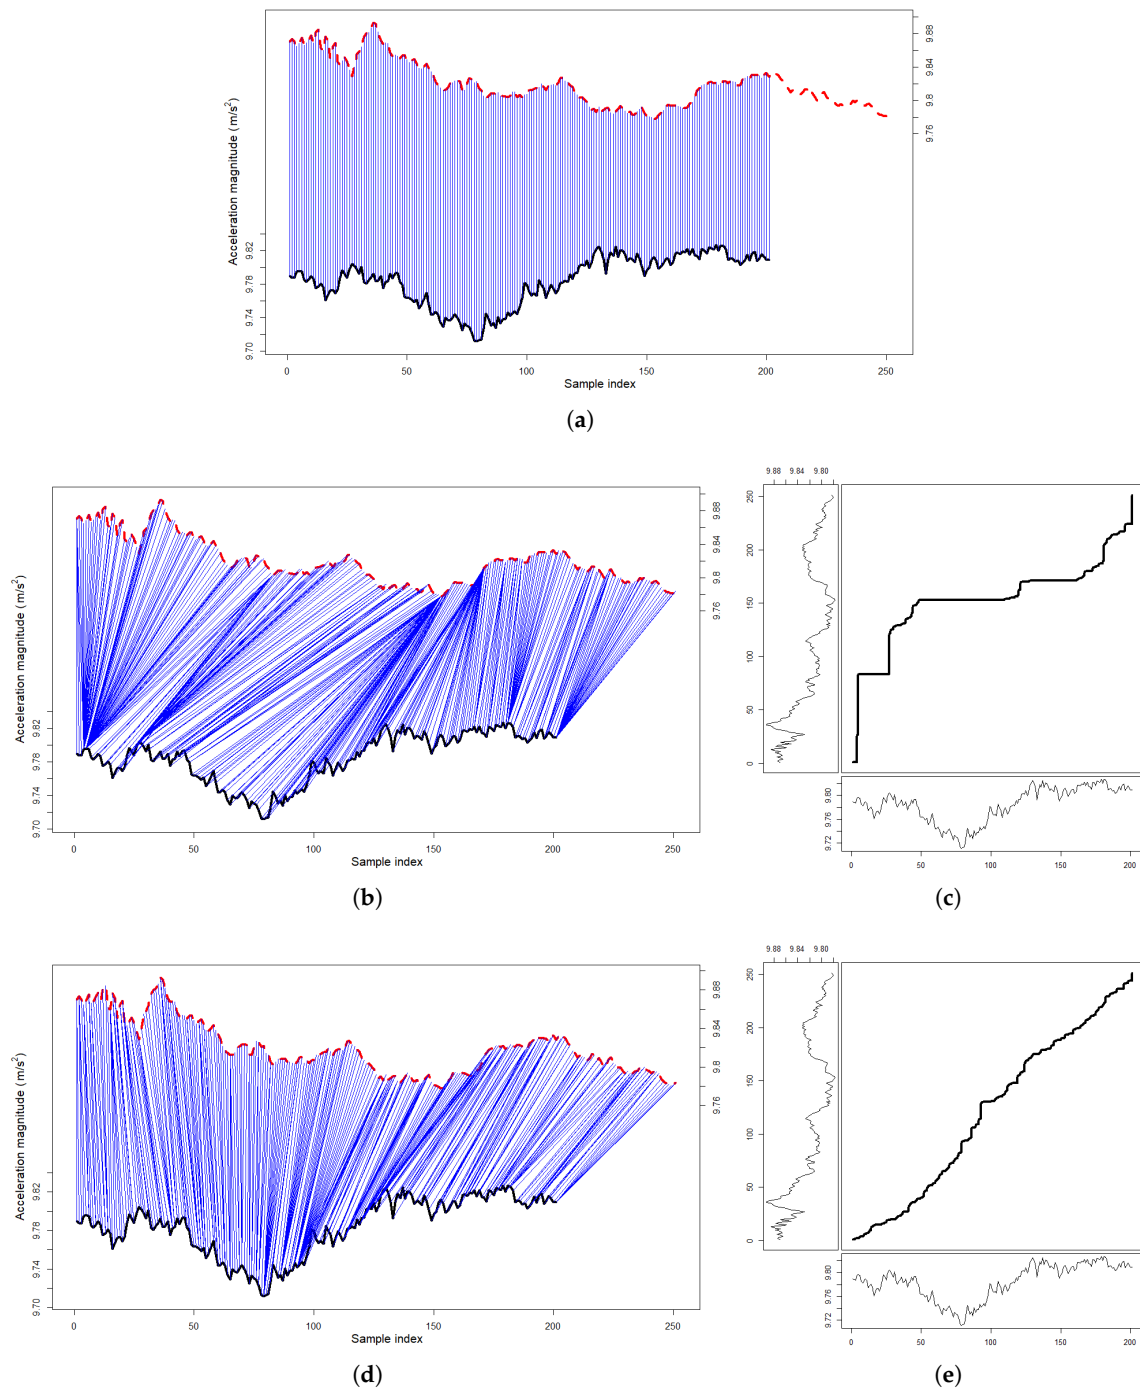 Acceleration magnitude (m/s²)
9.70 9.74 9.78 9.82
9.76 9.8 9.84 9.88
0 50 100 150 200 250
Sample index
(a)
Acceleration magnitude (m/s²)
9.70 9.74 9.78 9.82
9.76 9.8 9.84 9.88
0 50 100 150 200 250
Sample index
(b)
9.88 9.84 9.80
0 50 100 150 200 250
9.72 9.76 9.80
0 50 100 150 200
(c)
Acceleration magnitude (m/s²)
9.70 9.74 9.78 9.82
9.76 9.8 9.84 9.88
0 50 100 150 200 250
Sample index
(d)
9.88 9.84 9.80
0 50 100 150 200 250
9.72 9.76 9.80
0 50 100 150 200
(e)